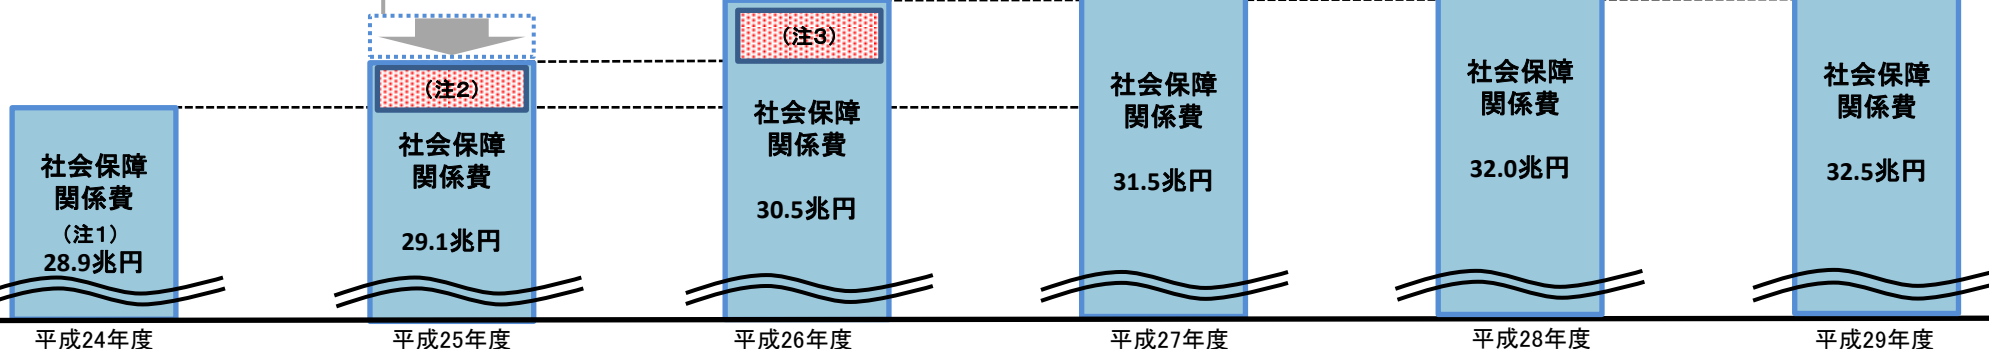 社会保障
関係費
(注1)
28.9兆円
平成24年度
(注2)
社会保障
関係費
29.1兆円
平成25年度
(注3)
社会保障
関係費
30.5兆円
平成26年度
社会保障
関係費
31.5兆円
平成27年度
社会保障
関係費
32.0兆円
平成28年度
社会保障
関係費
32.5兆円
平成29年度